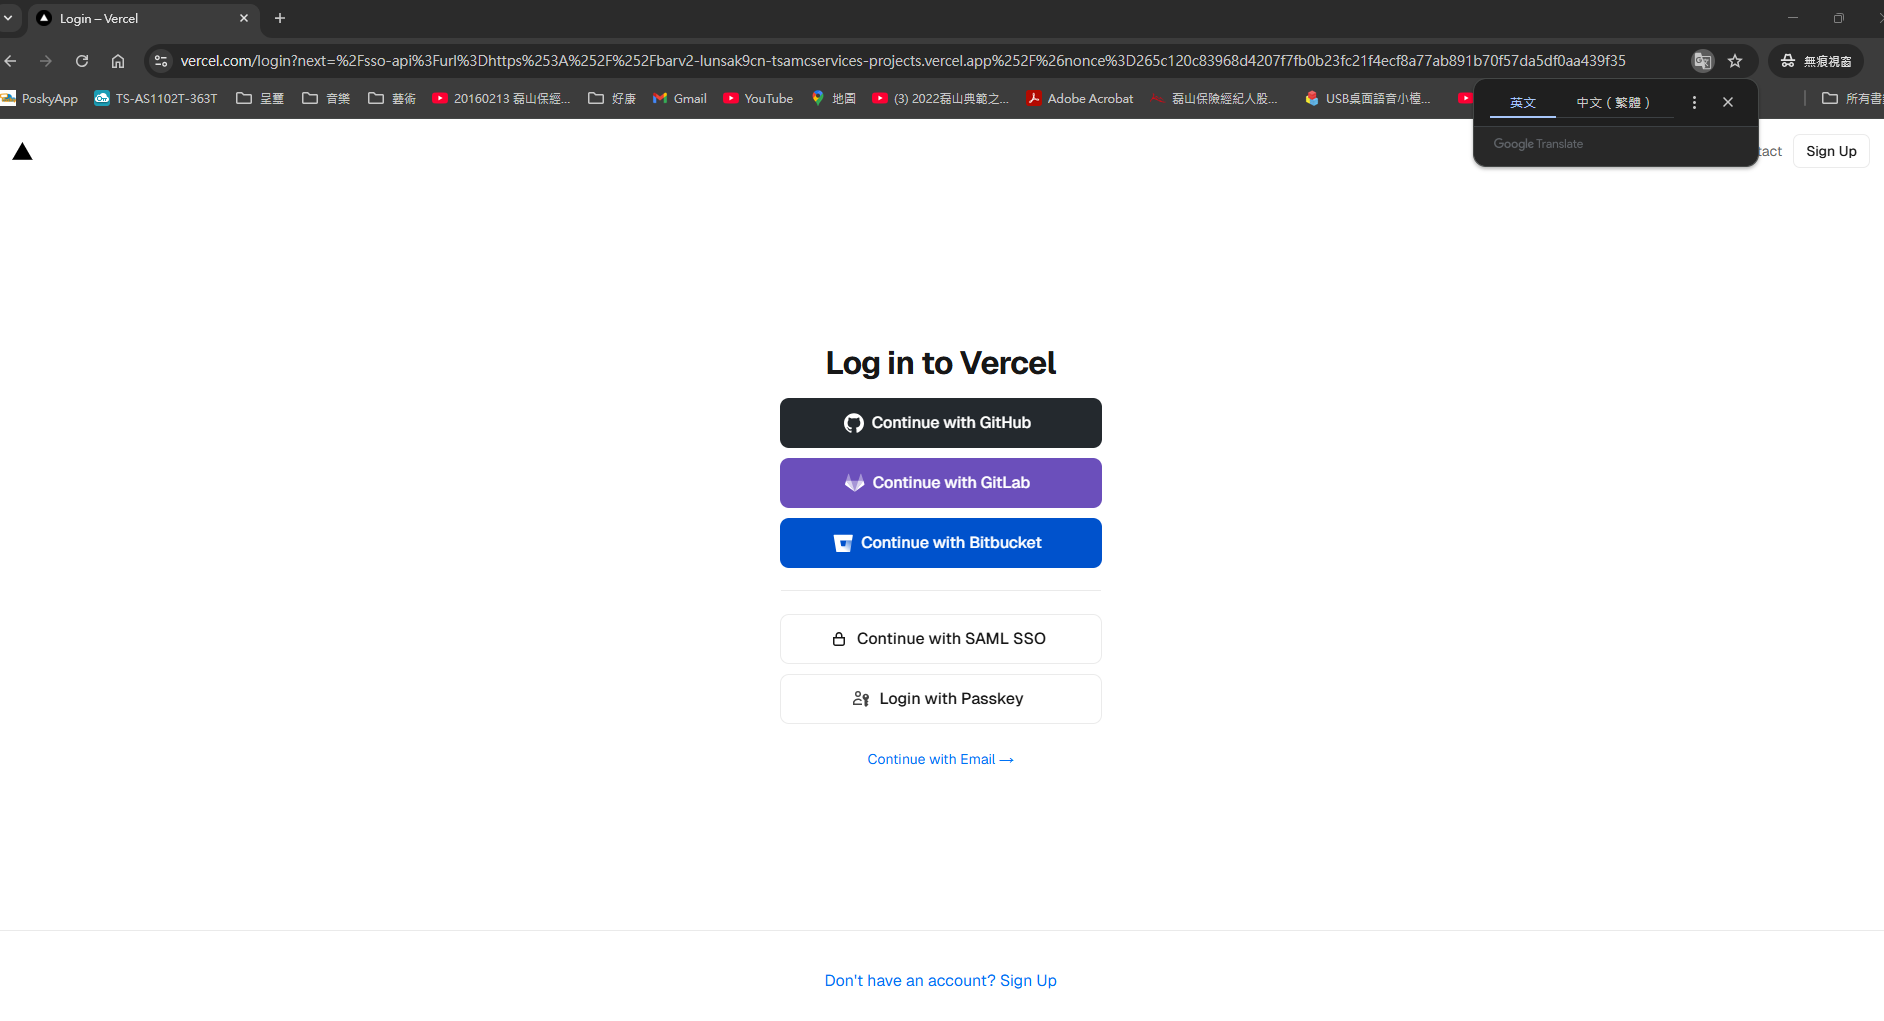 Login – Vercel
vercel.com/login?next=%2Fsso-api%3Furl%3Dhttps%253A%252F%252Fbarv2-lunsak9cn-tsamcservices-projects.vercel.app%252F%26nonce%3D265c120c83968d4207f7fb0b23fc21f4ecf8a77ab891b70f57da5df0aa439f35
無痕視窗
PoskyApp TS-AS1102T-363T 呈豐 音樂 藝術 20160213 磊山保經... 好康 Gmail YouTube 地圖 (3) 2022磊山典範之... Adobe Acrobat 磊山保險經紀人股... USB桌面語音小檯... 所有書
英文 中文（繁體）
Google Translate
tact Sign Up
Log in to Vercel
Continue with GitHub
Continue with GitLab
Continue with Bitbucket
Continue with SAML SSO
Login with Passkey
Continue with Email →
Don't have an account? Sign Up